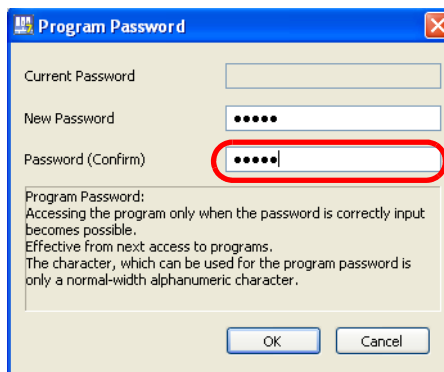 Program Password
Current Password
New Password
•••••
Password (Confirm)
•••••
Program Password:
Accessing the program only when the password is correctly input
becomes possible.
Effective from next access to programs.
The character, which can be used for the program password is
only a normal-width alphanumeric character.
OK
Cancel